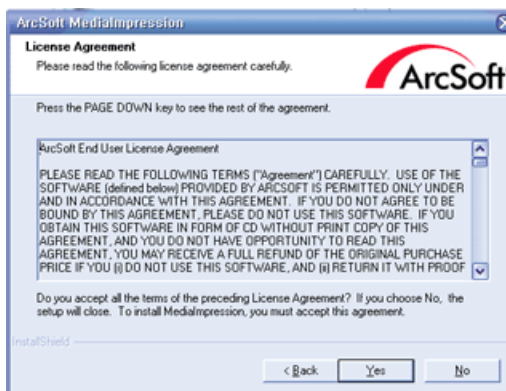 ArcSoft MediaImpression
License Agreement
Please read the following license agreement carefully.
ArcSoft
Press the PAGE DOWN key to see the rest of the agreement.
ArcSoft End User License Agreement
PLEASE READ THE FOLLOWING TERMS ("Agreement") CAREFULLY. USE OF THE
SOFTWARE (defined below) PROVIDED BY ARCSOFT IS PERMITTED ONLY UNDER
AND IN ACCORDANCE WITH THIS AGREEMENT. IF YOU DO NOT AGREE TO BE
BOUND BY THIS AGREEMENT, PLEASE DO NOT USE THIS SOFTWARE. IF YOU
OBTAIN THIS SOFTWARE IN FORM OF CD WITHOUT PRINT COPY OF THIS
AGREEMENT, AND YOU DO NOT HAVE OPPORTUNITY TO READ THIS
AGREEMENT, YOU MAY RECEIVE A FULL REFUND OF THE ORIGINAL PURCHASE
PRICE IF YOU (i) DO NOT USE THIS SOFTWARE, AND (ii) RETURN IT WITH PROOF
Do you accept all the terms of the preceding License Agreement? If you choose No, the
setup will close. To install MediaImpression, you must accept this agreement.
InstallShield
< Back Yes No